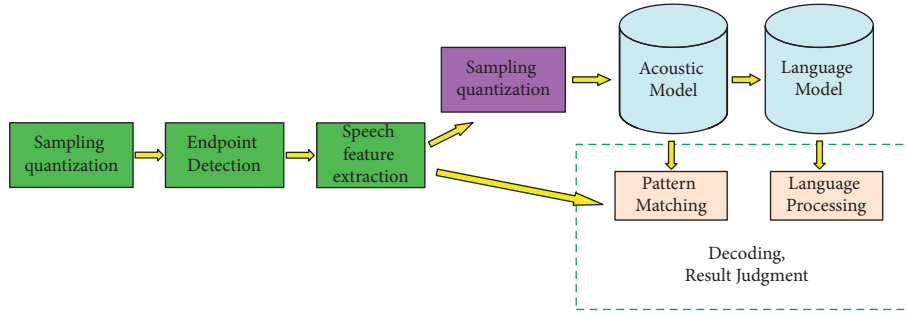 Sampling
quantization
Endpoint
Detection
Speech
feature
extraction
Sampling
quantization
Acoustic
Model
Language
Model
Pattern
Matching
Language
Processing
Decoding,
Result Judgment